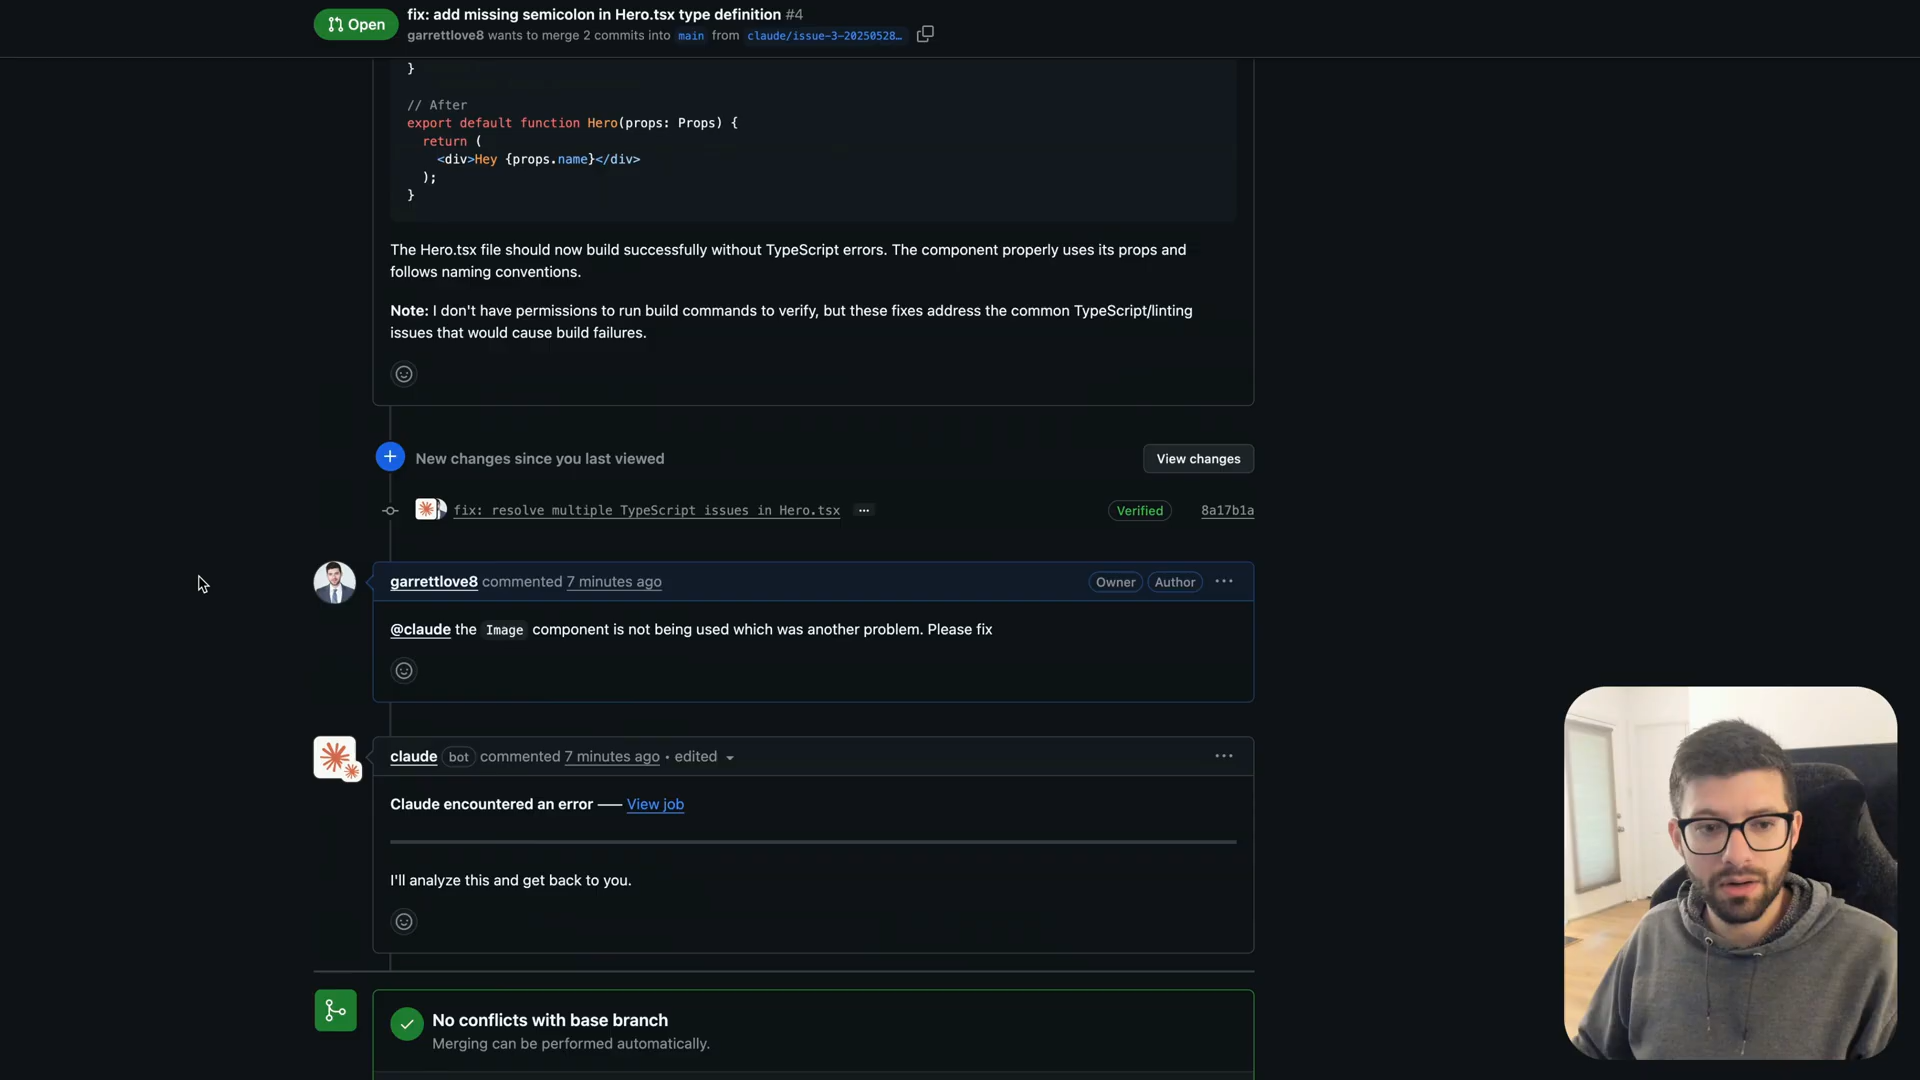 Open
fix: add missing semicolon in Hero.tsx type definition #4
garrettlove8 wants to merge 2 commits into main from claude/issue-3-20250528…
}
// After
export default function Hero(props: Props) {
return (
<div>Hey {props.name}</div>
);
}
The Hero.tsx file should now build successfully without TypeScript errors. The component properly uses its props and
follows naming conventions.
Note: I don't have permissions to run build commands to verify, but these fixes address the common TypeScript/linting
issues that would cause build failures.
New changes since you last viewed
View changes
fix: resolve multiple TypeScript issues in Hero.tsx ...
Verified
8a17b1a
garrettlove8 commented 7 minutes ago
Owner
Author
...
@claude the Image component is not being used which was another problem. Please fix
claude bot commented 7 minutes ago • edited
...
Claude encountered an error —— View job
I'll analyze this and get back to you.
No conflicts with base branch
Merging can be performed automatically.